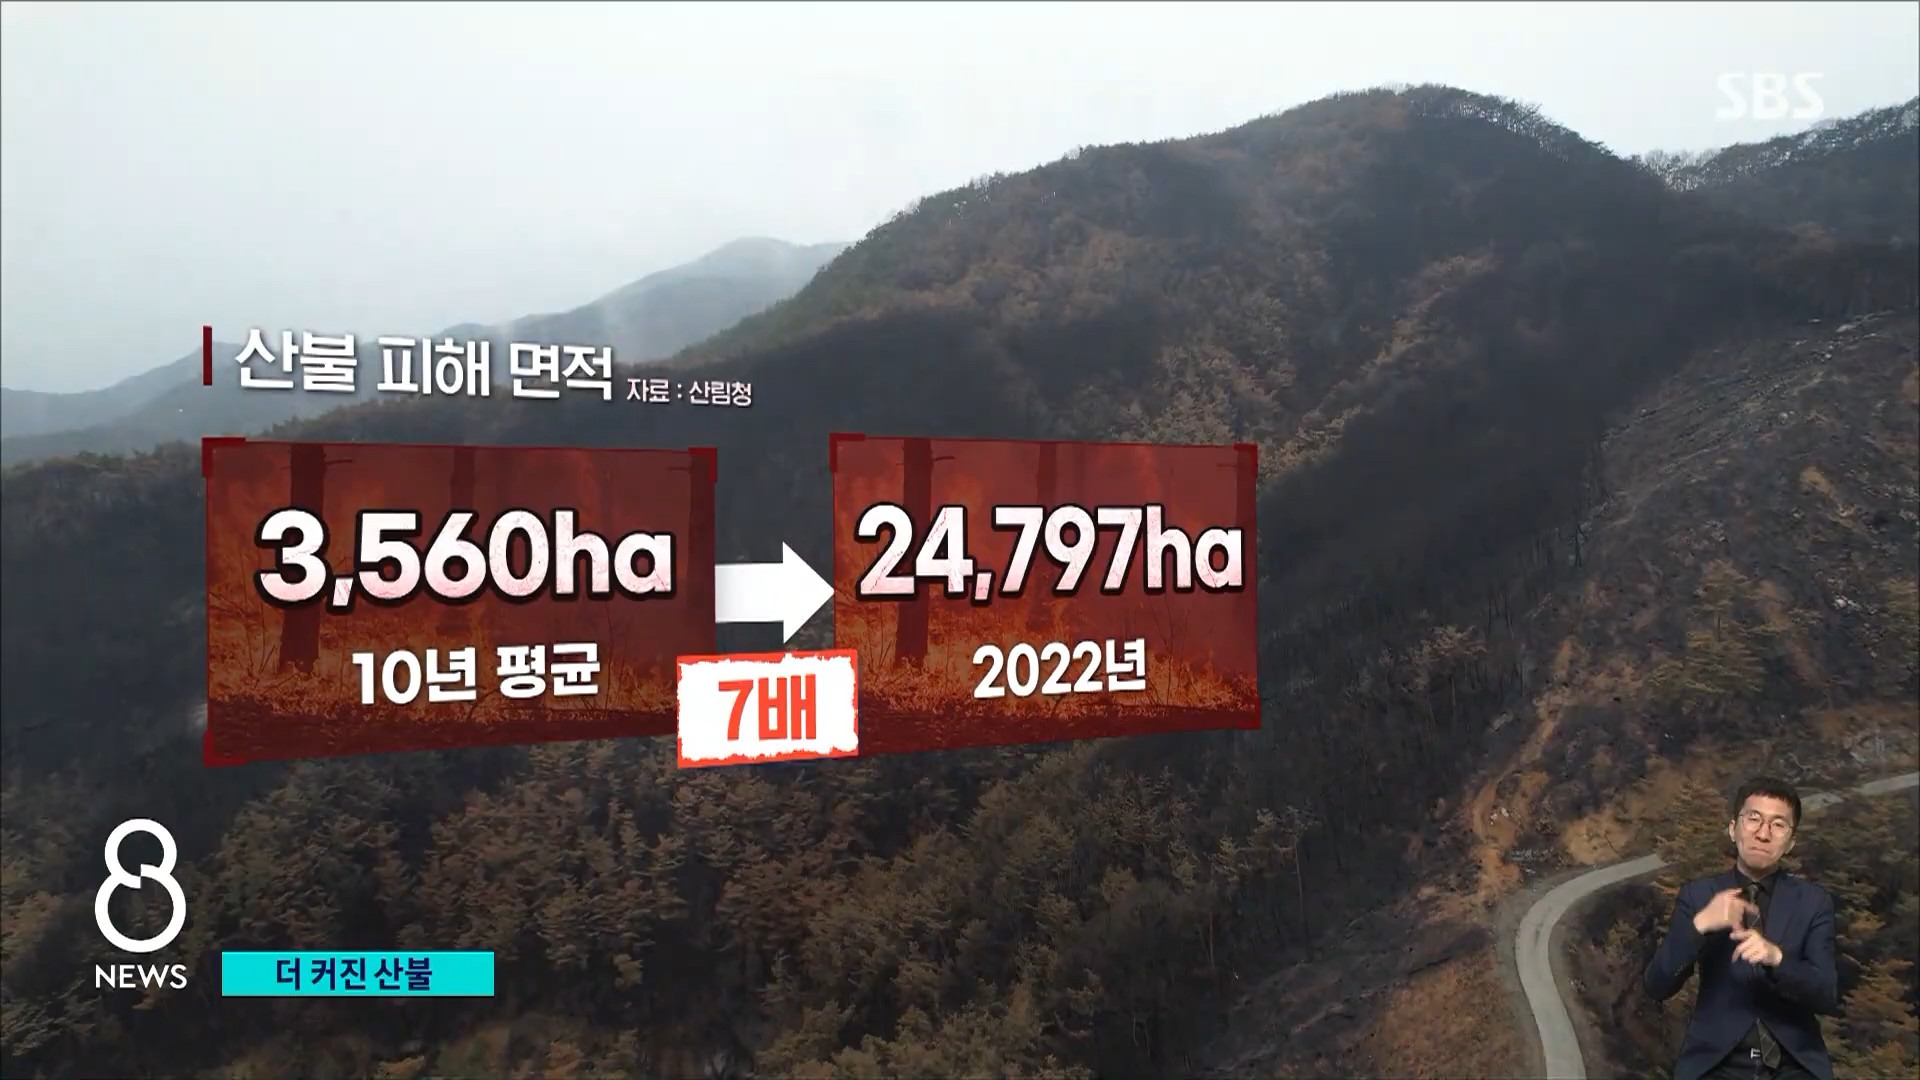 SBS
산불 피해 면적 자료 : 산림청
3,560ha
10년 평균
7배
24,797ha
2022년
8
NEWS
더 커진 산불